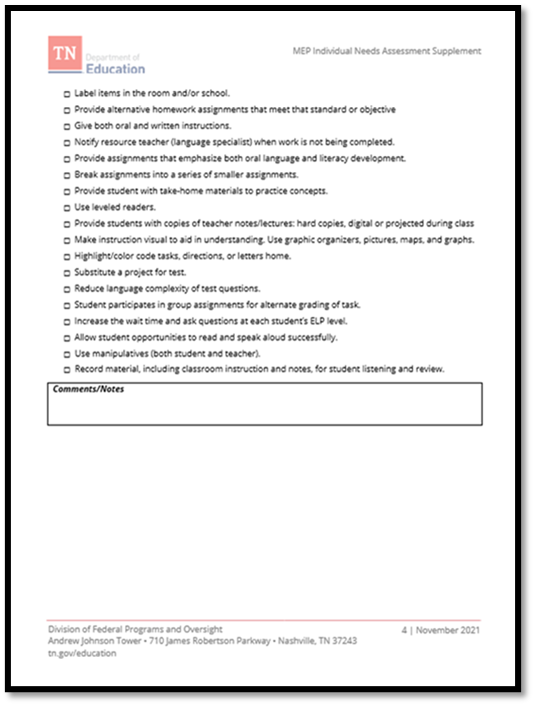 TN
Department of
Education
MEP Individual Needs Assessment Supplement
Label items in the room and/or school.
Provide alternative homework assignments that meet that standard or objective
Give both oral and written instructions.
Notify resource teacher (language specialist) when work is not being completed.
Provide assignments that emphasize both oral language and literacy development.
Break assignments into a series of smaller assignments.
Provide student with take-home materials to practice concepts.
Use leveled readers.
Provide students with copies of teacher notes/lectures: hard copies, digital or projected during class
Make instruction visual to aid in understanding. Use graphic organizers, pictures, maps, and graphs.
Highlight/color code tasks, directions, or letters home.
Substitute a project for test.
Reduce language complexity of test questions.
Student participates in group assignments for alternate grading of task.
Increase the wait time and ask questions at each student's ELP level.
Allow student opportunities to read and speak aloud successfully.
Use manipulatives (both student and teacher).
Record material, including classroom instruction and notes, for student listening and review.
Comments/Notes
Division of Federal Programs and Oversight
Andrew Johnson Tower • 710 James Robertson Parkway • Nashville, TN 37243
tn.gov/education
4 | November 2021